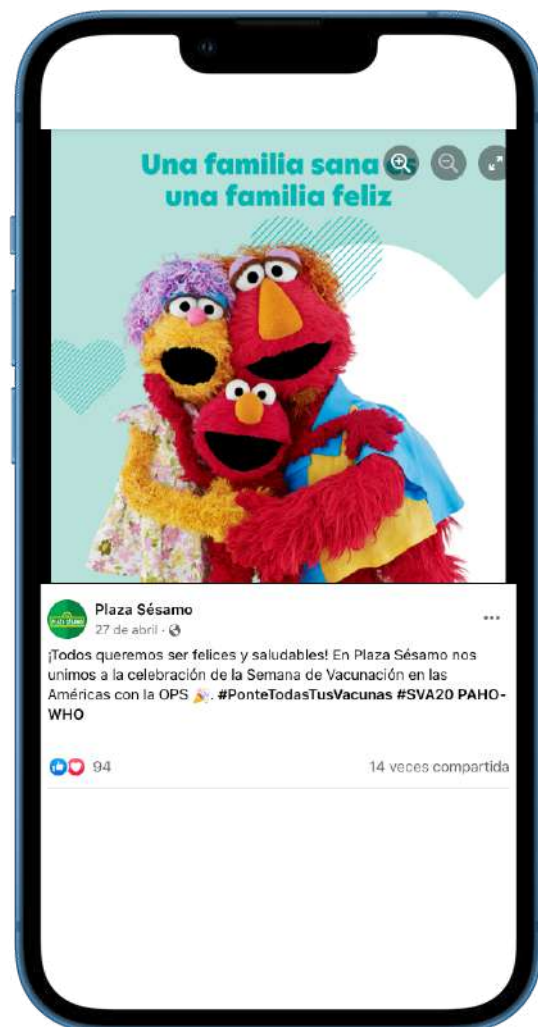 Una familia sana es
una familia feliz
Plaza Sésamo
27 de abril ·
¡Todos queremos ser felices y saludables! En Plaza Sésamo nos
unimos a la celebración de la Semana de Vacunación en las
Américas con la OPS 🎉. #PonteTodasTusVacunas #SVA20 PAHO-
WHO
94
14 veces compartida